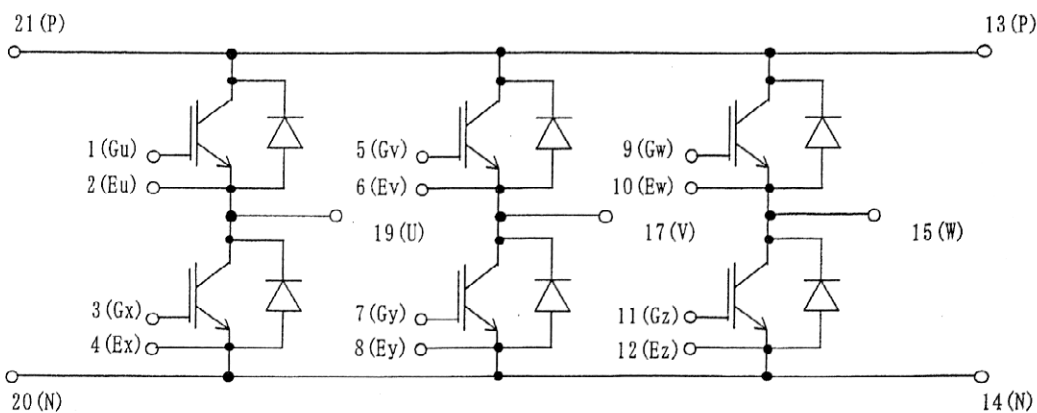 21(P) 13(P)
1(Gu) 5(Gv) 9(Gw)
2(Eu) 6(Ev) 10(Ew)
19(U) 17(V) 15(W)
3(Gx) 7(Gy) 11(Gz)
4(Ex) 8(Ey) 12(Ez)
20(N) 14(N)